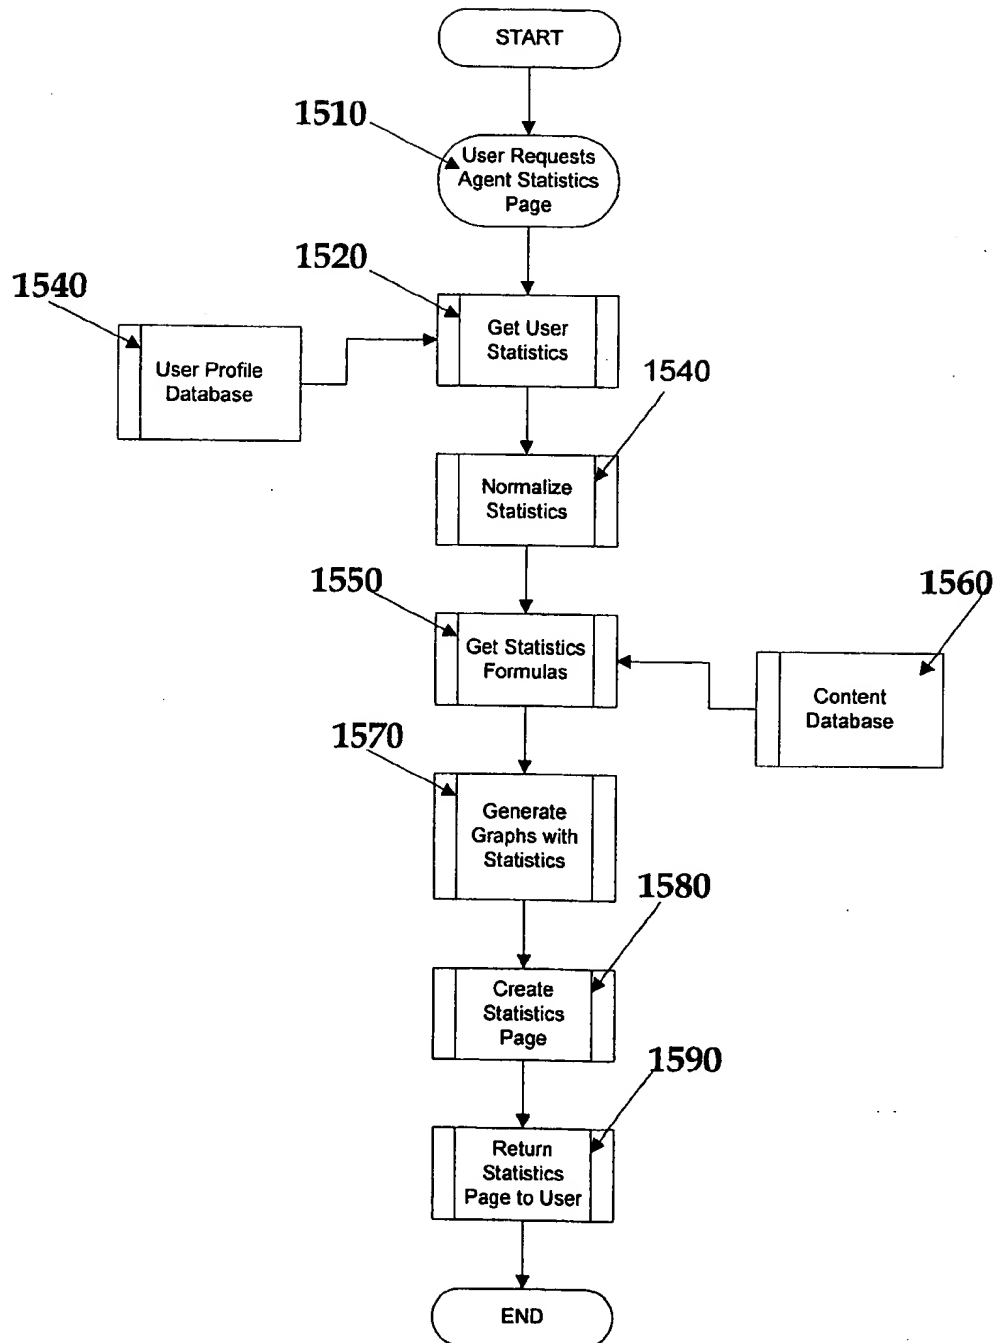 START
1510
User Requests
Agent Statistics
Page
1520
1540
Get User
Statistics
User Profile
Database
1540
Normalize
Statistics
1550
1560
Get Statistics
Formulas
Content
Database
1570
Generate
Graphs with
Statistics
1580
Create
Statistics
Page
1590
Return
Statistics
Page to User
END